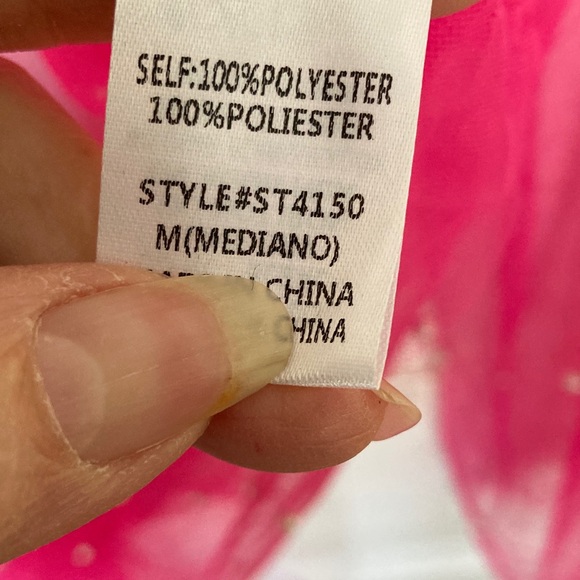 SELF:100%POLYESTER
100%POLIESTER
STYLE#ST4150
M(MEDIANO)
CHINA
CHINA